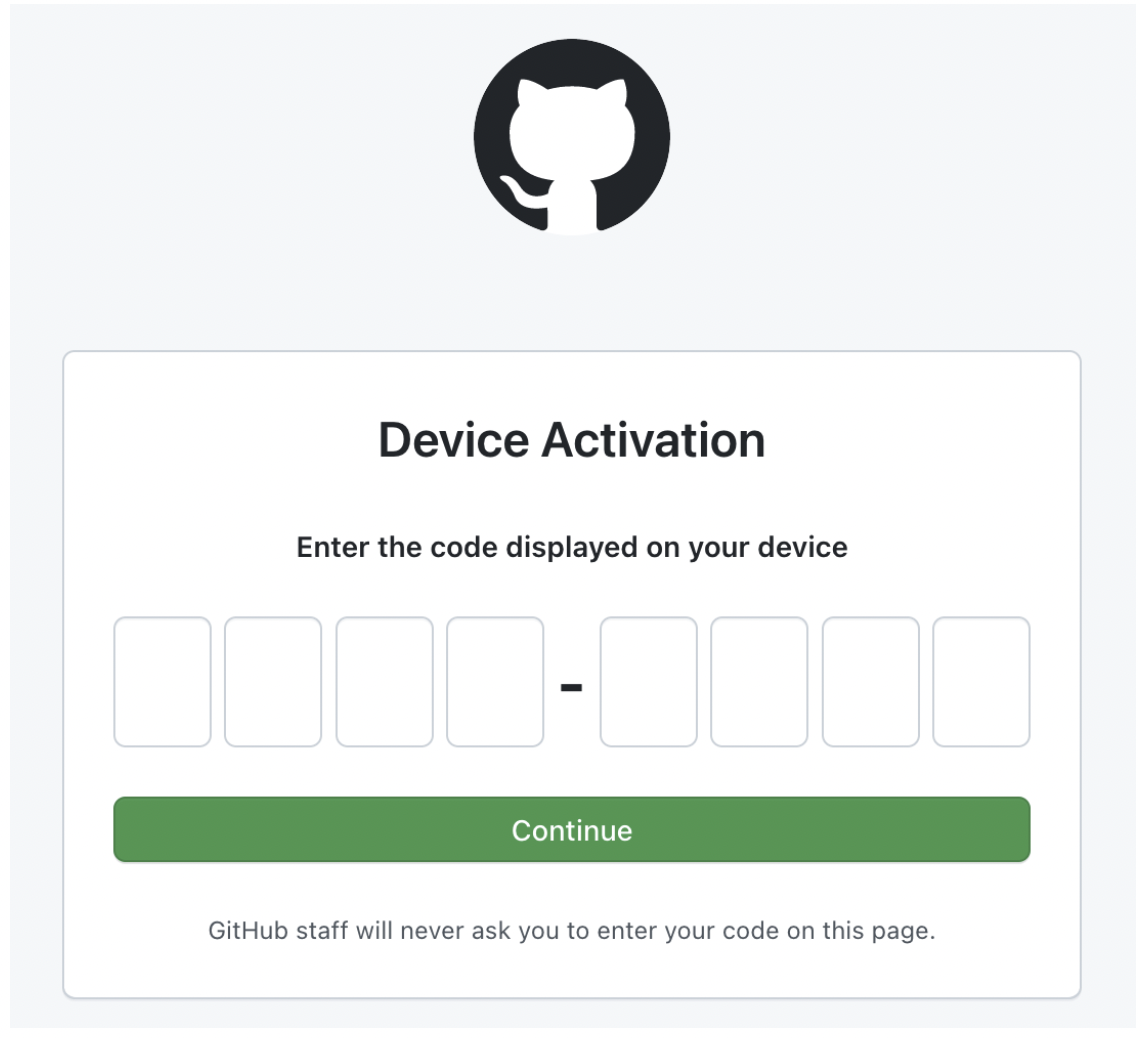 Device Activation
Enter the code displayed on your device
-
Continue
GitHub staff will never ask you to enter your code on this page.